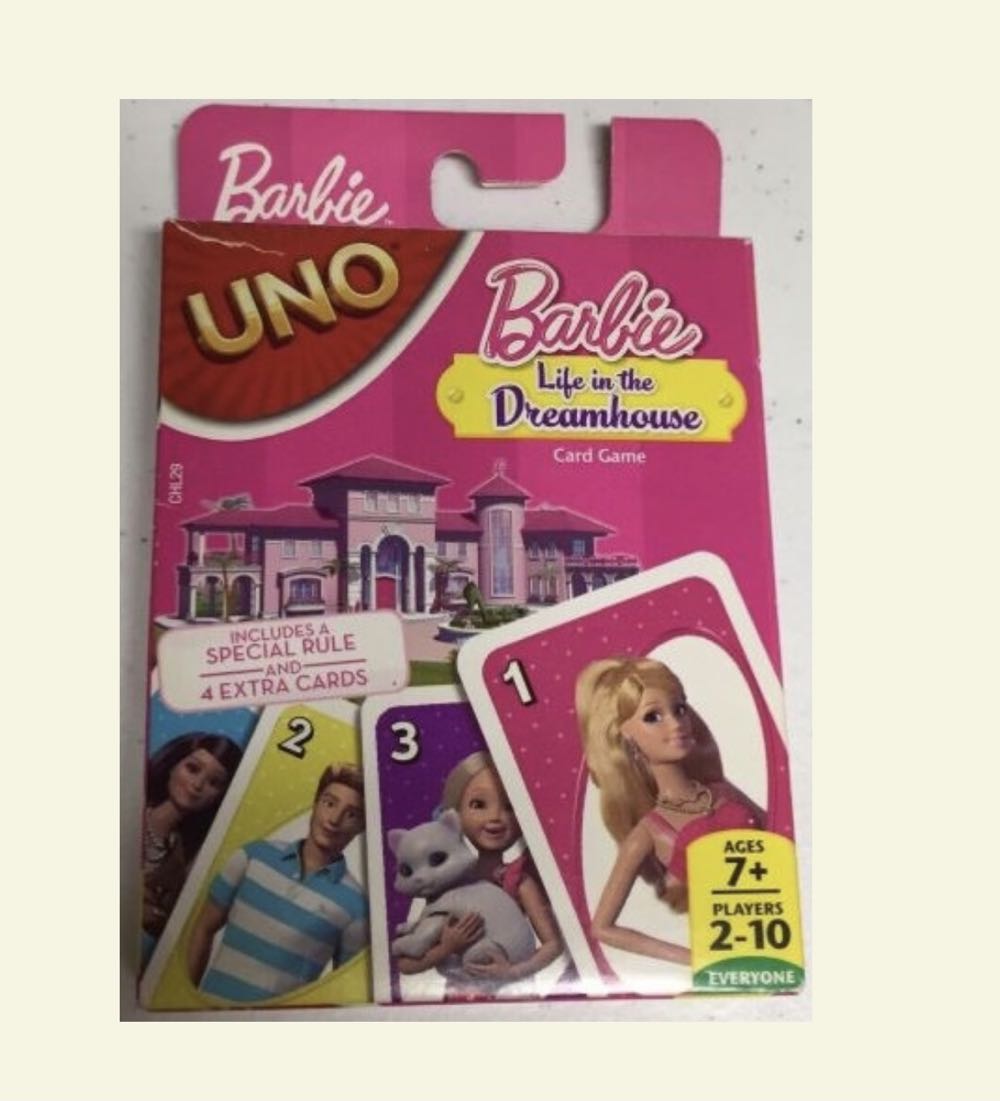 Barbie
UNO
Barbie
Life in the
Dreamhouse
Card Game
CHL29
INCLUDES A
SPECIAL RULE
AND
4 EXTRA CARDS
1
2
3
AGES
7+
PLAYERS
2-10
EVERYONE